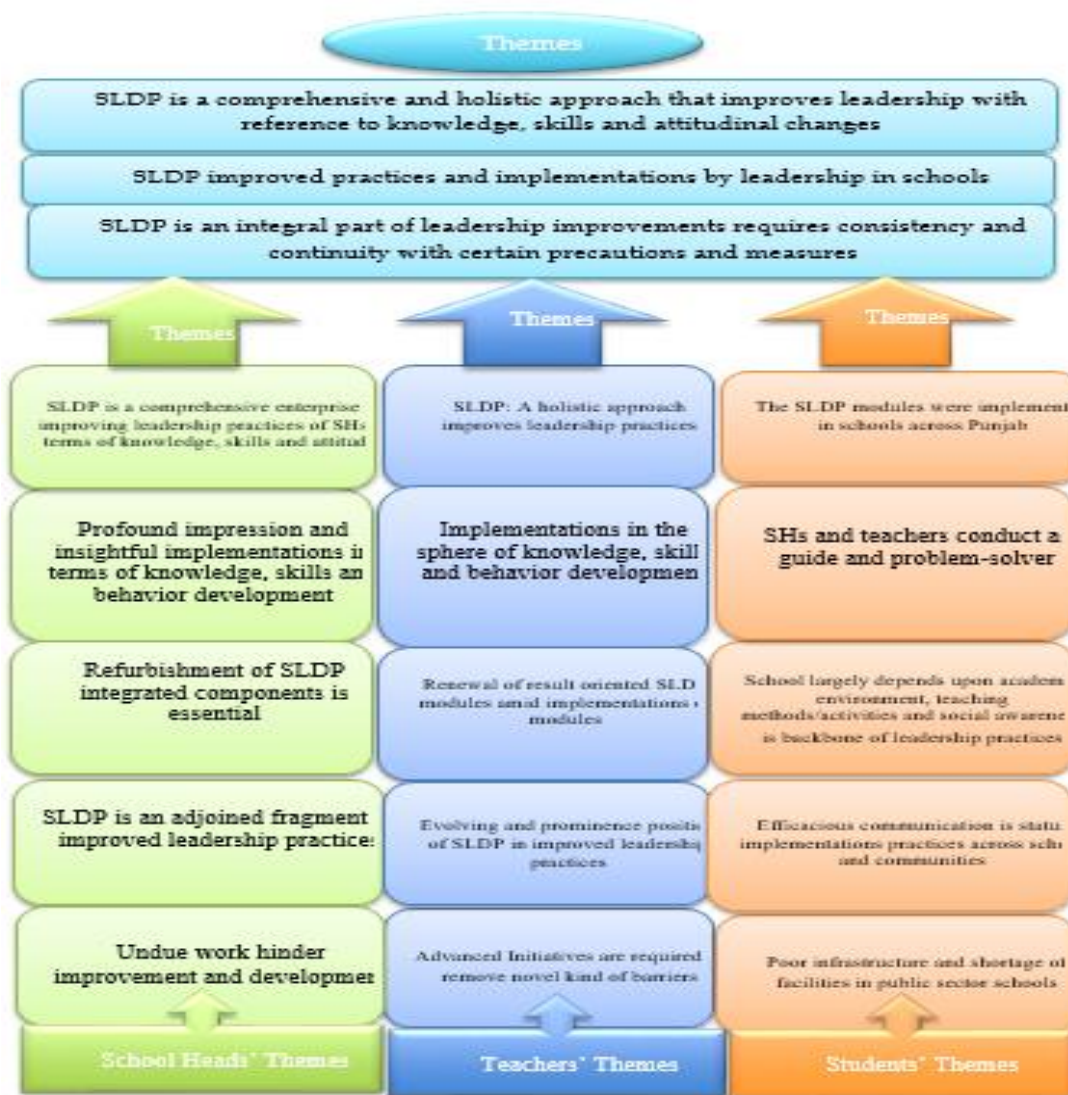 Themes
SLDP is a comprehensive and holistic approach that improves leadership with
reference to knowledge, skills and attitudinal changes
SLDP improved practices and implementations by leadership in schools
SLDP is an integral part of leadership improvements requires consistency and
continuity with certain precautions and measures
Themes
SLDP is a comprehensive enterprise
improving leadership practices of SHs
terms of knowledge, skills and attitud
Profound impression and
insightful implementations in
terms of knowledge, skills an
behavior development
Refurbishment of SLDP
integrated components is
essential
SLDP is an adjoined fragment
improved leadership practice
Undue work hinder
improvement and developmen
School Heads' Themes
Themes
SLDP: A holistic approach
improves leadership practices
Implementations in the
sphere of knowledge, skill
and behavior developmen
Renewal of result oriented SLD
modules amid implementations
modules
Evolving and prominence positi
of SLDP in improved leadership
practices
Advanced Initiatives are required
remove novel kind of barriers
Teachers' Themes
Themes
The SLDP modules were implement
in schools across Punjab
SHs and teachers conduct a
guide and problem-solver
School largely depends upon academ
environment, teaching
methods/activities and social awarene
is backbone of leadership practices
Efficacious communication is statu
implementations practices across sch
and communities
Poor infrastructure and shortage of
facilities in public sector schools
Students' Themes